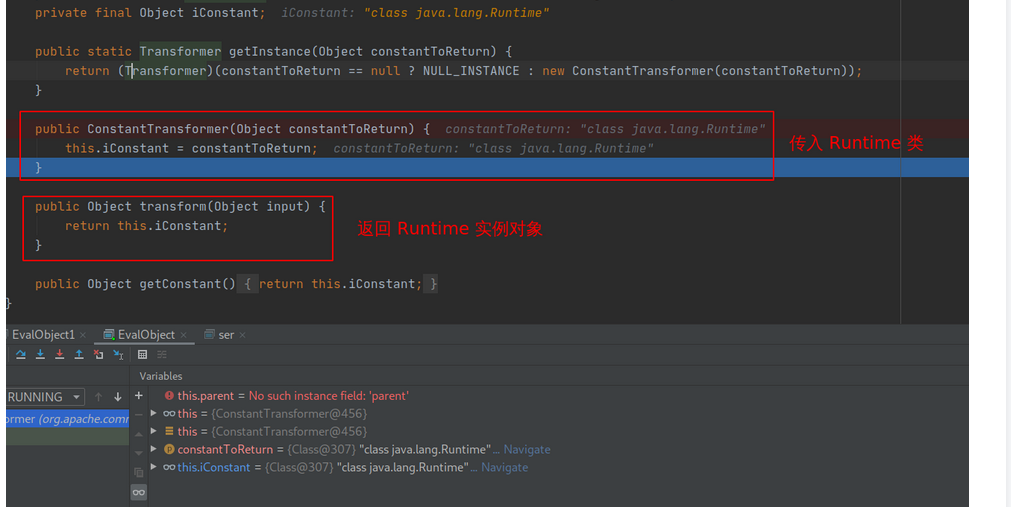 private final Object iConstant; iConstant: "class java.lang.Runtime"
public static Transformer getInstance(Object constantToReturn) {
return (Transformer)(constantToReturn == null ? NULL_INSTANCE : new ConstantTransformer(constantToReturn));
}
public ConstantTransformer(Object constantToReturn) { constantToReturn: "class java.lang.Runtime"
this.iConstant = constantToReturn; constantToReturn: "class java.lang.Runtime"
传入 Runtime 类
}
public Object transform(Object input) {
return this.iConstant;
返回 Runtime 实例对象
}
public Object getConstant() { return this.iConstant; }
}
EvalObject1 × EvalObject × ser ×
Variables
RUNNING
this.parent = No such instance field: 'parent'
ormer (org.apache.comm
this = {ConstantTransformer@456}
this = {ConstantTransformer@456}
constantToReturn = {Class@307} "class java.lang.Runtime"... Navigate
this.iConstant = {Class@307} "class java.lang.Runtime"... Navigate